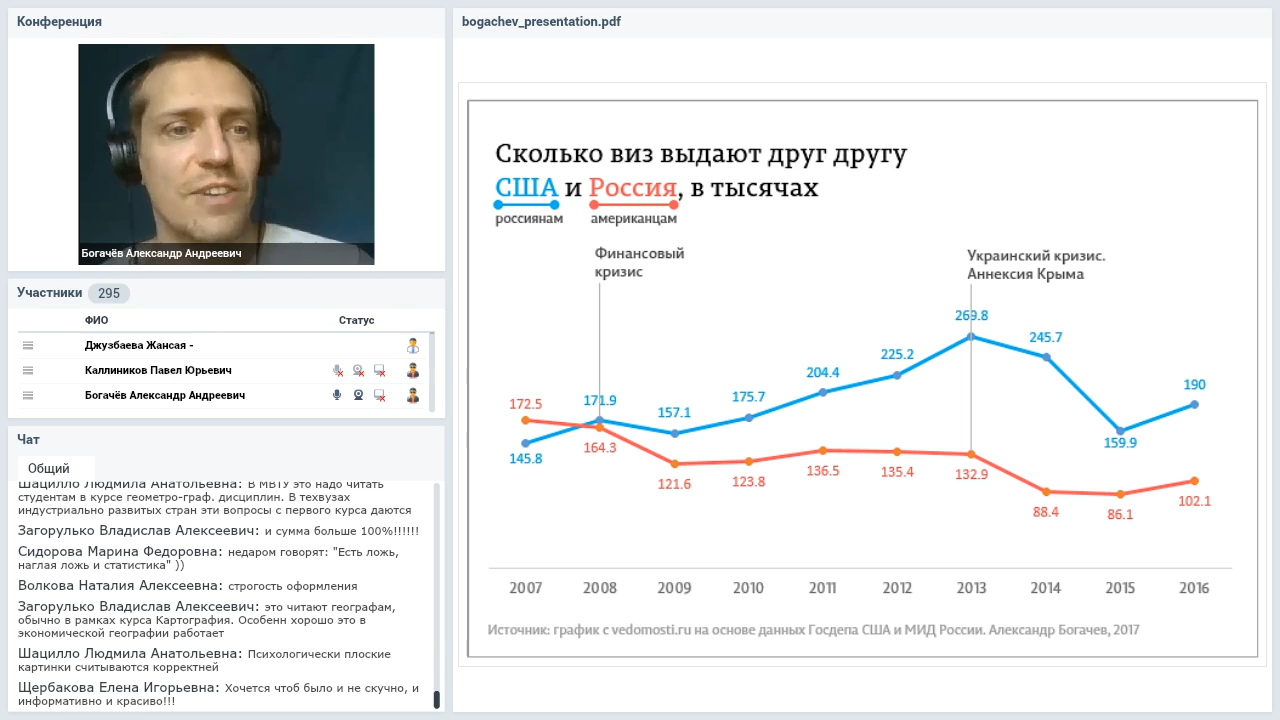 Конференция
Богачёв Александр Андреевич
Участники 295
ФИО Статус
Джузбаева Жансая -
Каллиников Павел Юрьевич
Богачёв Александр Андреевич
Чат
Общий
Шацилло Людмила Анатольевна: В МВТУ это надо читать
студентам в курсе геометро-граф. дисциплин. В техвузах
индустриально развитых стран эти вопросы с первого курса даются
Загорулько Владислав Алексеевич: и сумма больше 100%!!!!!!
Сидорова Марина Федоровна: недаром говорят: "Есть ложь,
наглая ложь и статистика" ))
Волкова Наталия Алексеевна: строгость оформления
Загорулько Владислав Алексеевич: это читают географам,
обычно в рамках курса Картография. Особенн хорошо это в
экономической географии работает
Шацилло Людмила Анатольевна: Психологически плоские
картинки считываются корректней
Щербакова Елена Игорьевна: Хочется чтоб было и не скучно, и
информативно и красиво!!!
bogachev_presentation.pdf
Сколько виз выдают друг другу
США и Россия, в тысячах
россиянам американцам
Финансовый
кризис
Украинский кризис.
Аннексия Крыма
145.8 171.9 157.1 175.7 204.4 225.2 269.8 245.7 159.9 190
172.5 164.3 121.6 123.8 136.5 135.4 132.9 88.4 86.1 102.1
2007 2008 2009 2010 2011 2012 2013 2014 2015 2016
Источник: график с vedomosti.ru на основе данных Госдепа США и МИД России. Александр Богачев, 2017